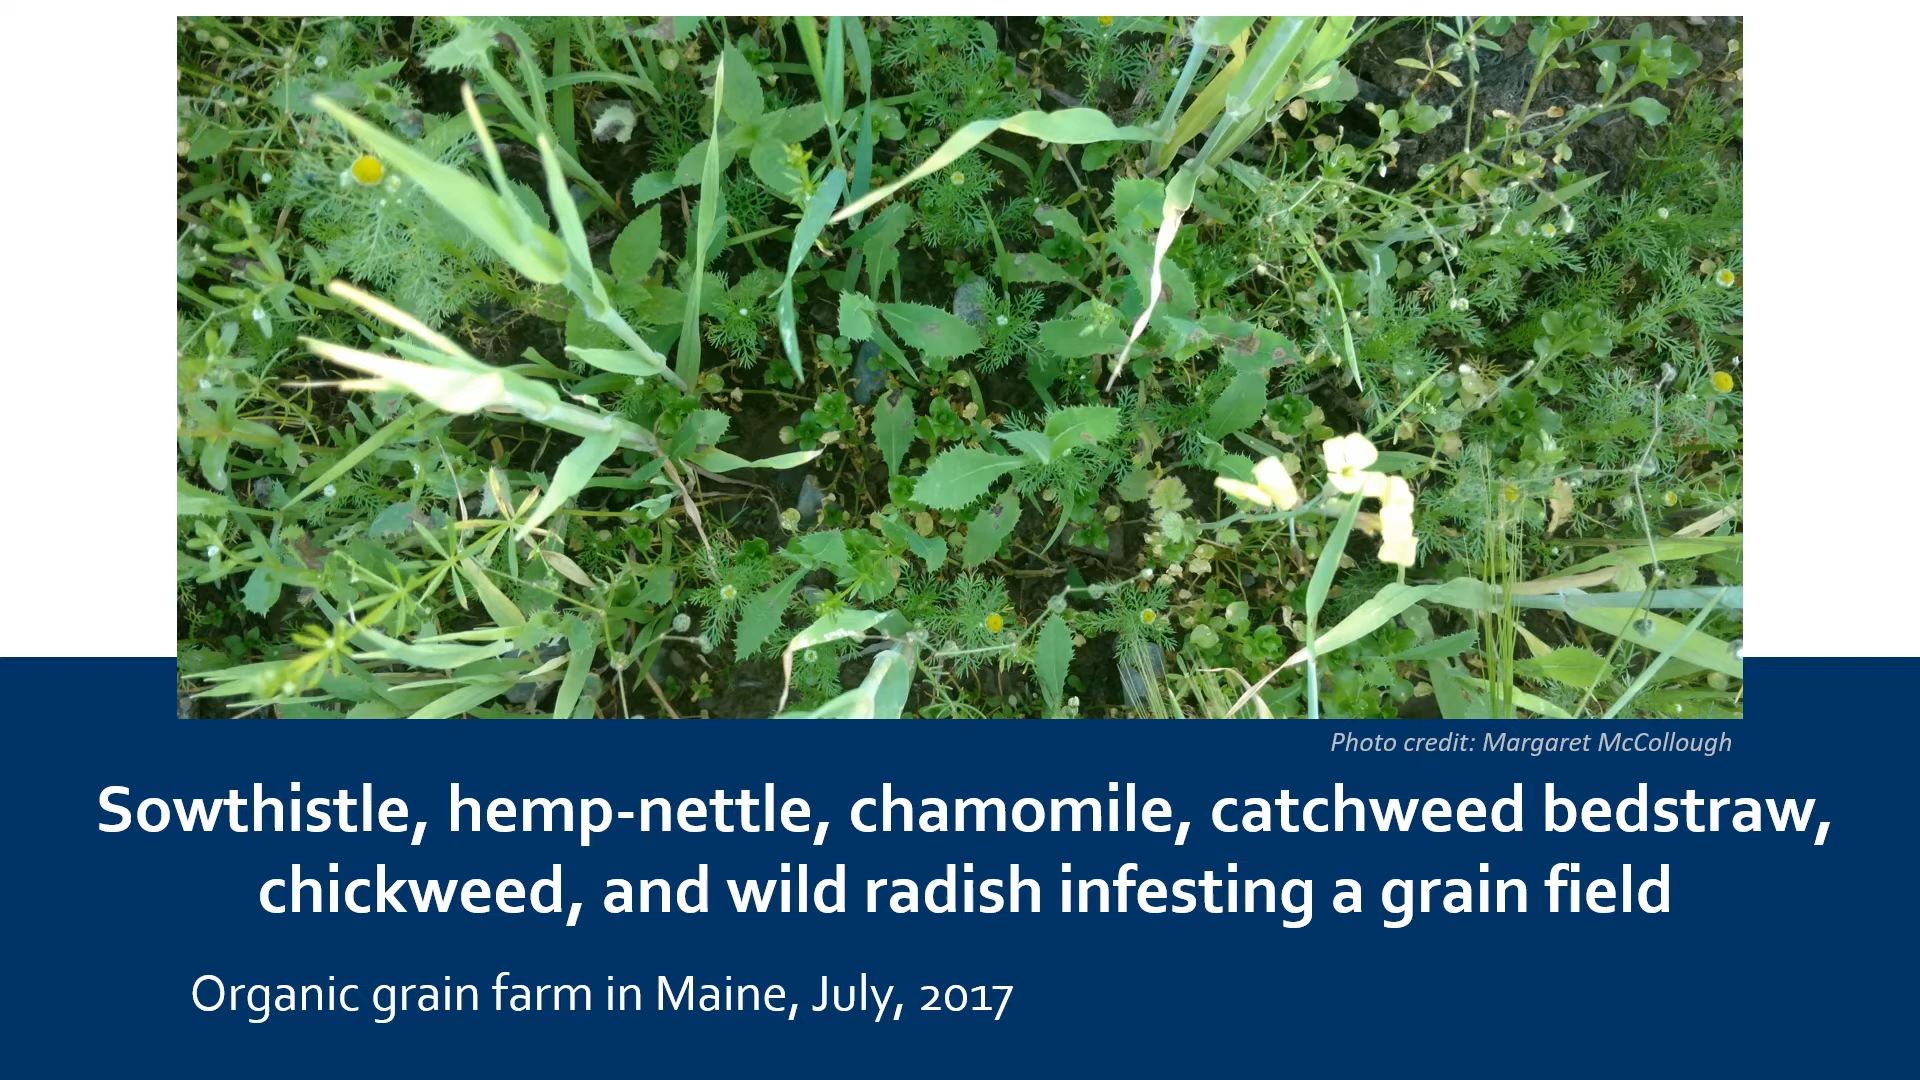 Photo credit: Margaret McCollough
Sowthistle, hemp-nettle, chamomile, catchweed bedstraw,
chickweed, and wild radish infesting a grain field
Organic grain farm in Maine, July, 2017